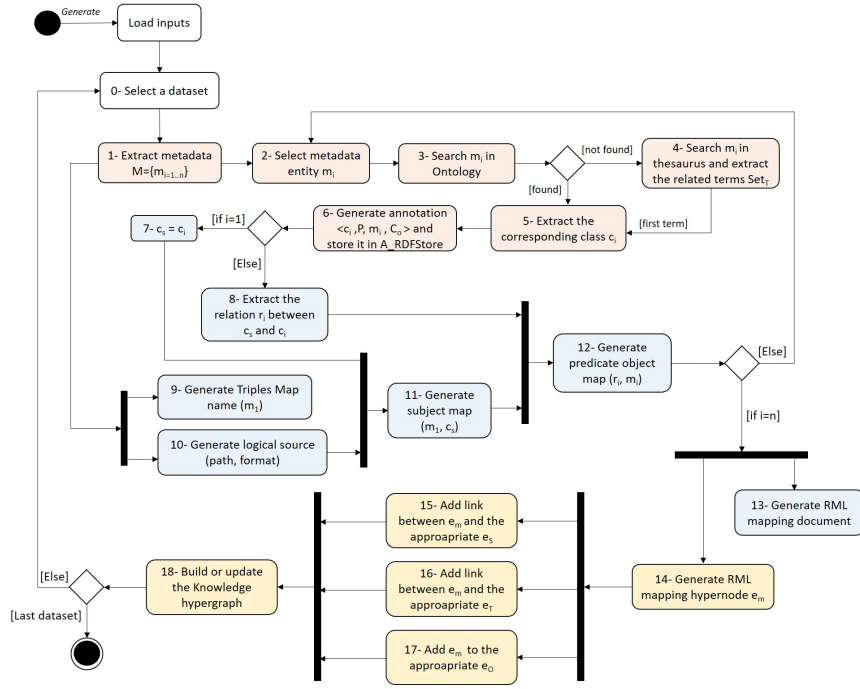 Generate
Load inputs
0- Select a dataset
1- Extract metadata
M={mi=1..n}
2- Select metadata
entity mi
3- Search mi in
Ontology
[not found]
4- Search mi in
thesaurus and extract
the related terms SetT
[found]
[first term]
5- Extract the
corresponding class ci
6- Generate annotation
<ci ,P, mi , Co > and
store it in A_RDFStore
[if i=1]
7- cs = ci
[Else]
8- Extract the
relation ri between
cs and ci
9- Generate Triples Map
name (m1)
10- Generate logical source
(path, format)
11- Generate
subject map
(m1, cs)
12- Generate
predicate object
map (ri, mi)
[Else]
[if i=n]
13- Generate RML
mapping document
14- Generate RML
mapping hypernode em
15- Add link
between em and the
approapriate eS
16- Add link
between em and the
approapriate eT
17- Add em to the
approapriate eO
18- Build or update
the Knowledge
hypergraph
[Else]
[Last dataset]